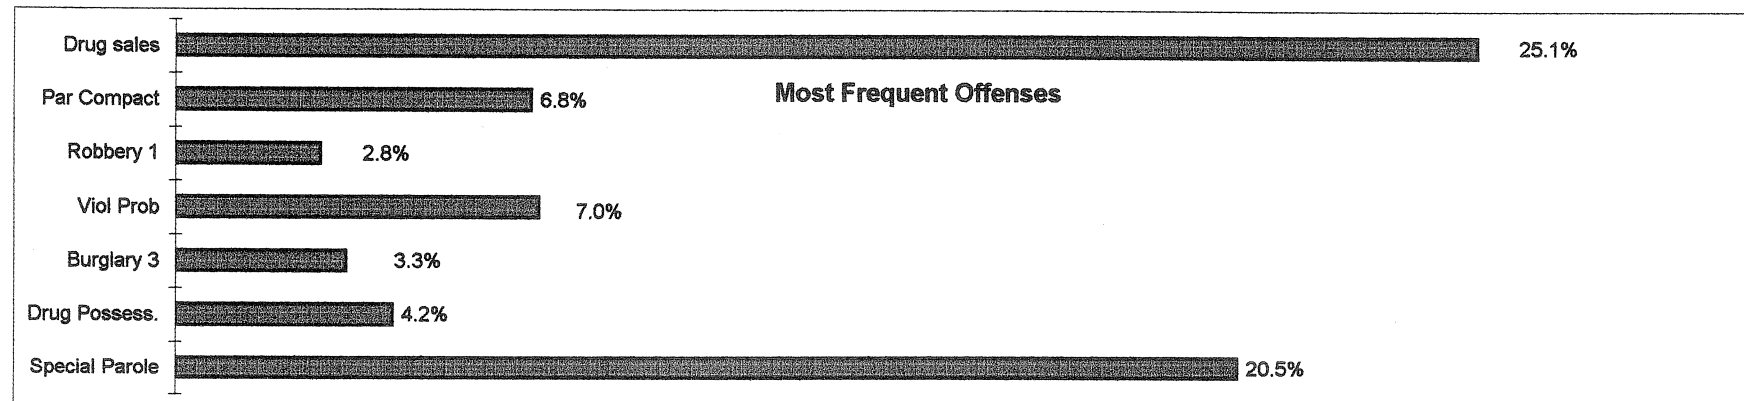 Drug sales 25.1%
Most Frequent Offenses
Par Compact 6.8%
Robbery 1 2.8%
Viol Prob 7.0%
Burglary 3 3.3%
Drug Possess. 4.2%
Special Parole 20.5%